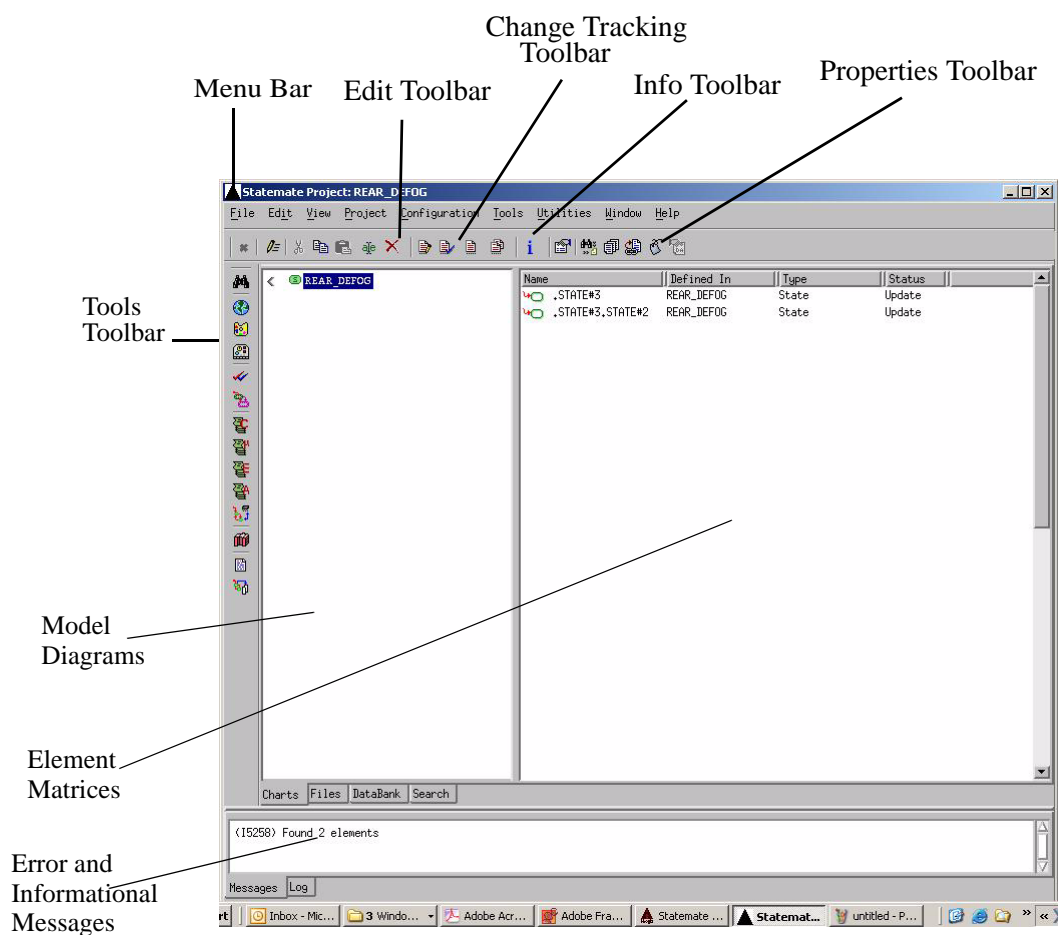 Change Tracking
Toolbar
Menu Bar
Edit Toolbar
Info Toolbar
Properties Toolbar
Statemate Project: REAR_DEFOG
File Edit View Project Configuration Tools Utilities Window Help
REAR_DEFOG
Name Defined In Type Status
.STATE#3 REAR_DEFOG State Update
.STATE#3.STATE#2 REAR_DEFOG State Update
Tools
Toolbar
Model
Diagrams
Element
Matrices
Charts Files DataBank Search
(I5258) Found 2 elements
Error and
Informational
Messages
Messages Log
rt Inbox - Mic... 3 Windo... Adobe Acr... Adobe Fra... Statemate ... Statemat... untitled - P... » «